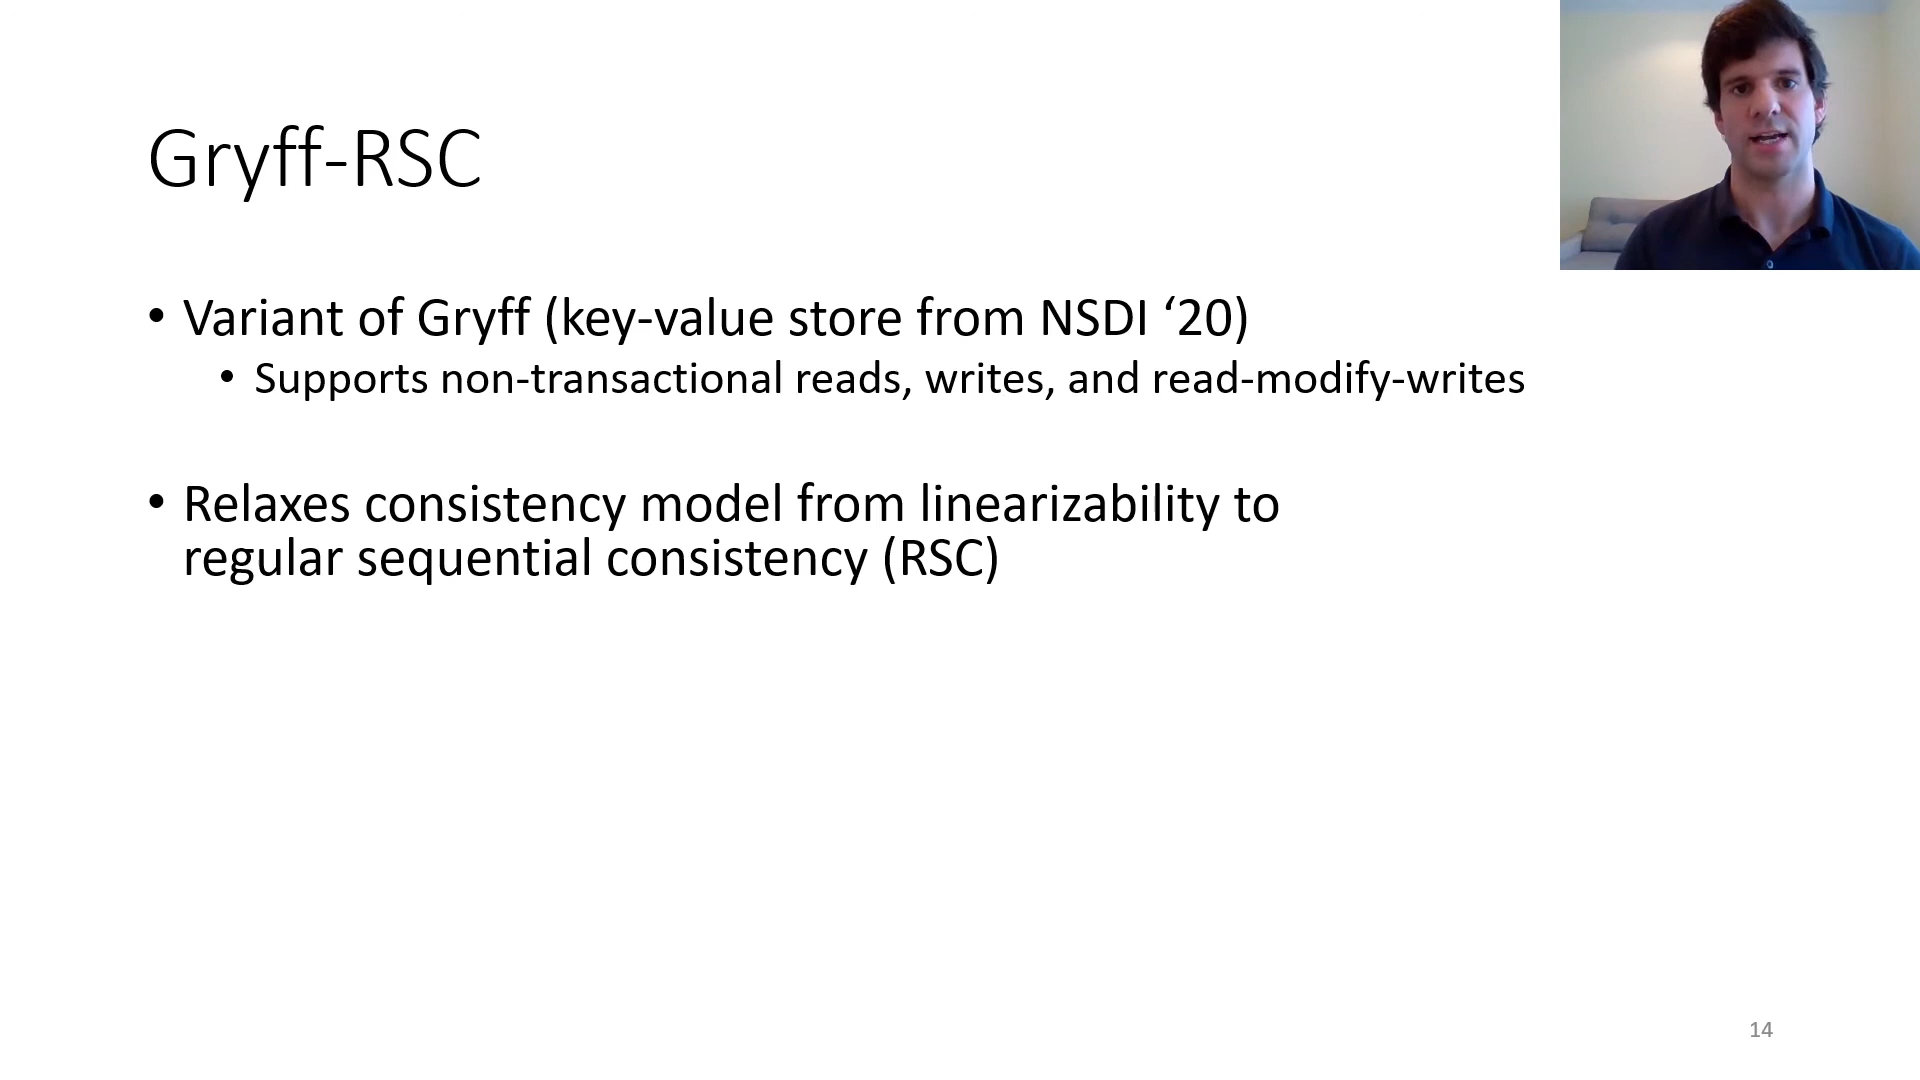 Gryff-RSC
• Variant of Gryff (key-value store from NSDI ‘20)
• Supports non-transactional reads, writes, and read-modify-writes
• Relaxes consistency model from linearizability to
regular sequential consistency (RSC)
14